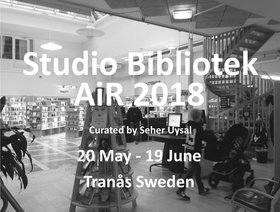 Studio Bibliotek
AiR 2018
Curated by Seher Uysal
20 May - 19 June
Tranås Sweden